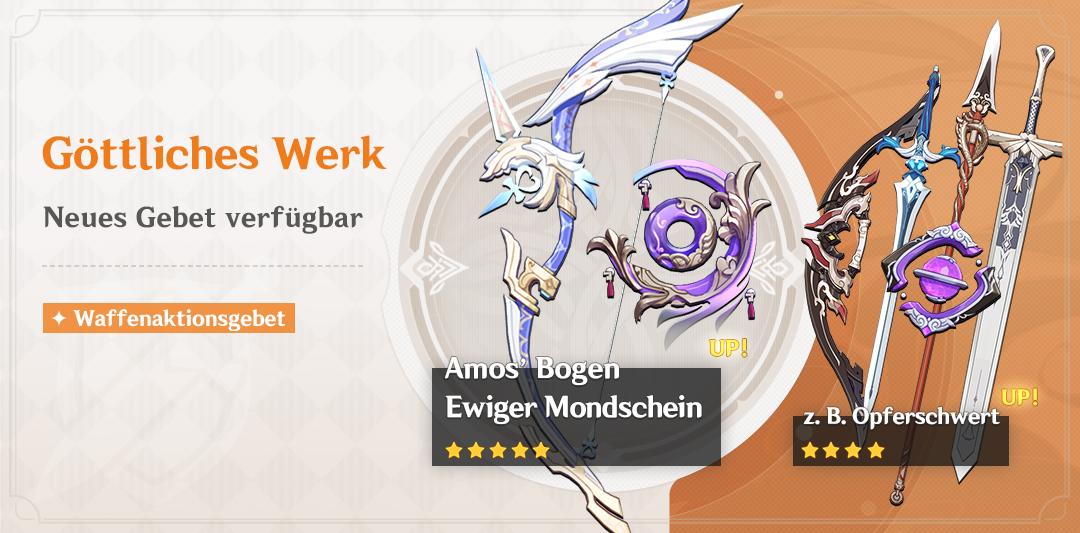 Göttliches Werk
Neues Gebet verfügbar
✦ Waffenaktionsgebet
UP!
Amos’ Bogen
Ewiger Mondschein
UP!
z. B. Opferschwert